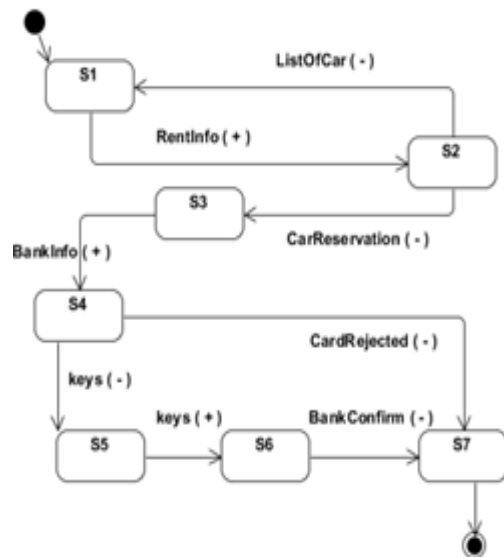 S1
ListOfCar ( - )
RentInfo ( + )
S2
S3
CarReservation ( - )
BankInfo ( + )
S4
CardRejected ( - )
keys ( - )
keys ( + )
BankConfirm ( - )
S5
S6
S7